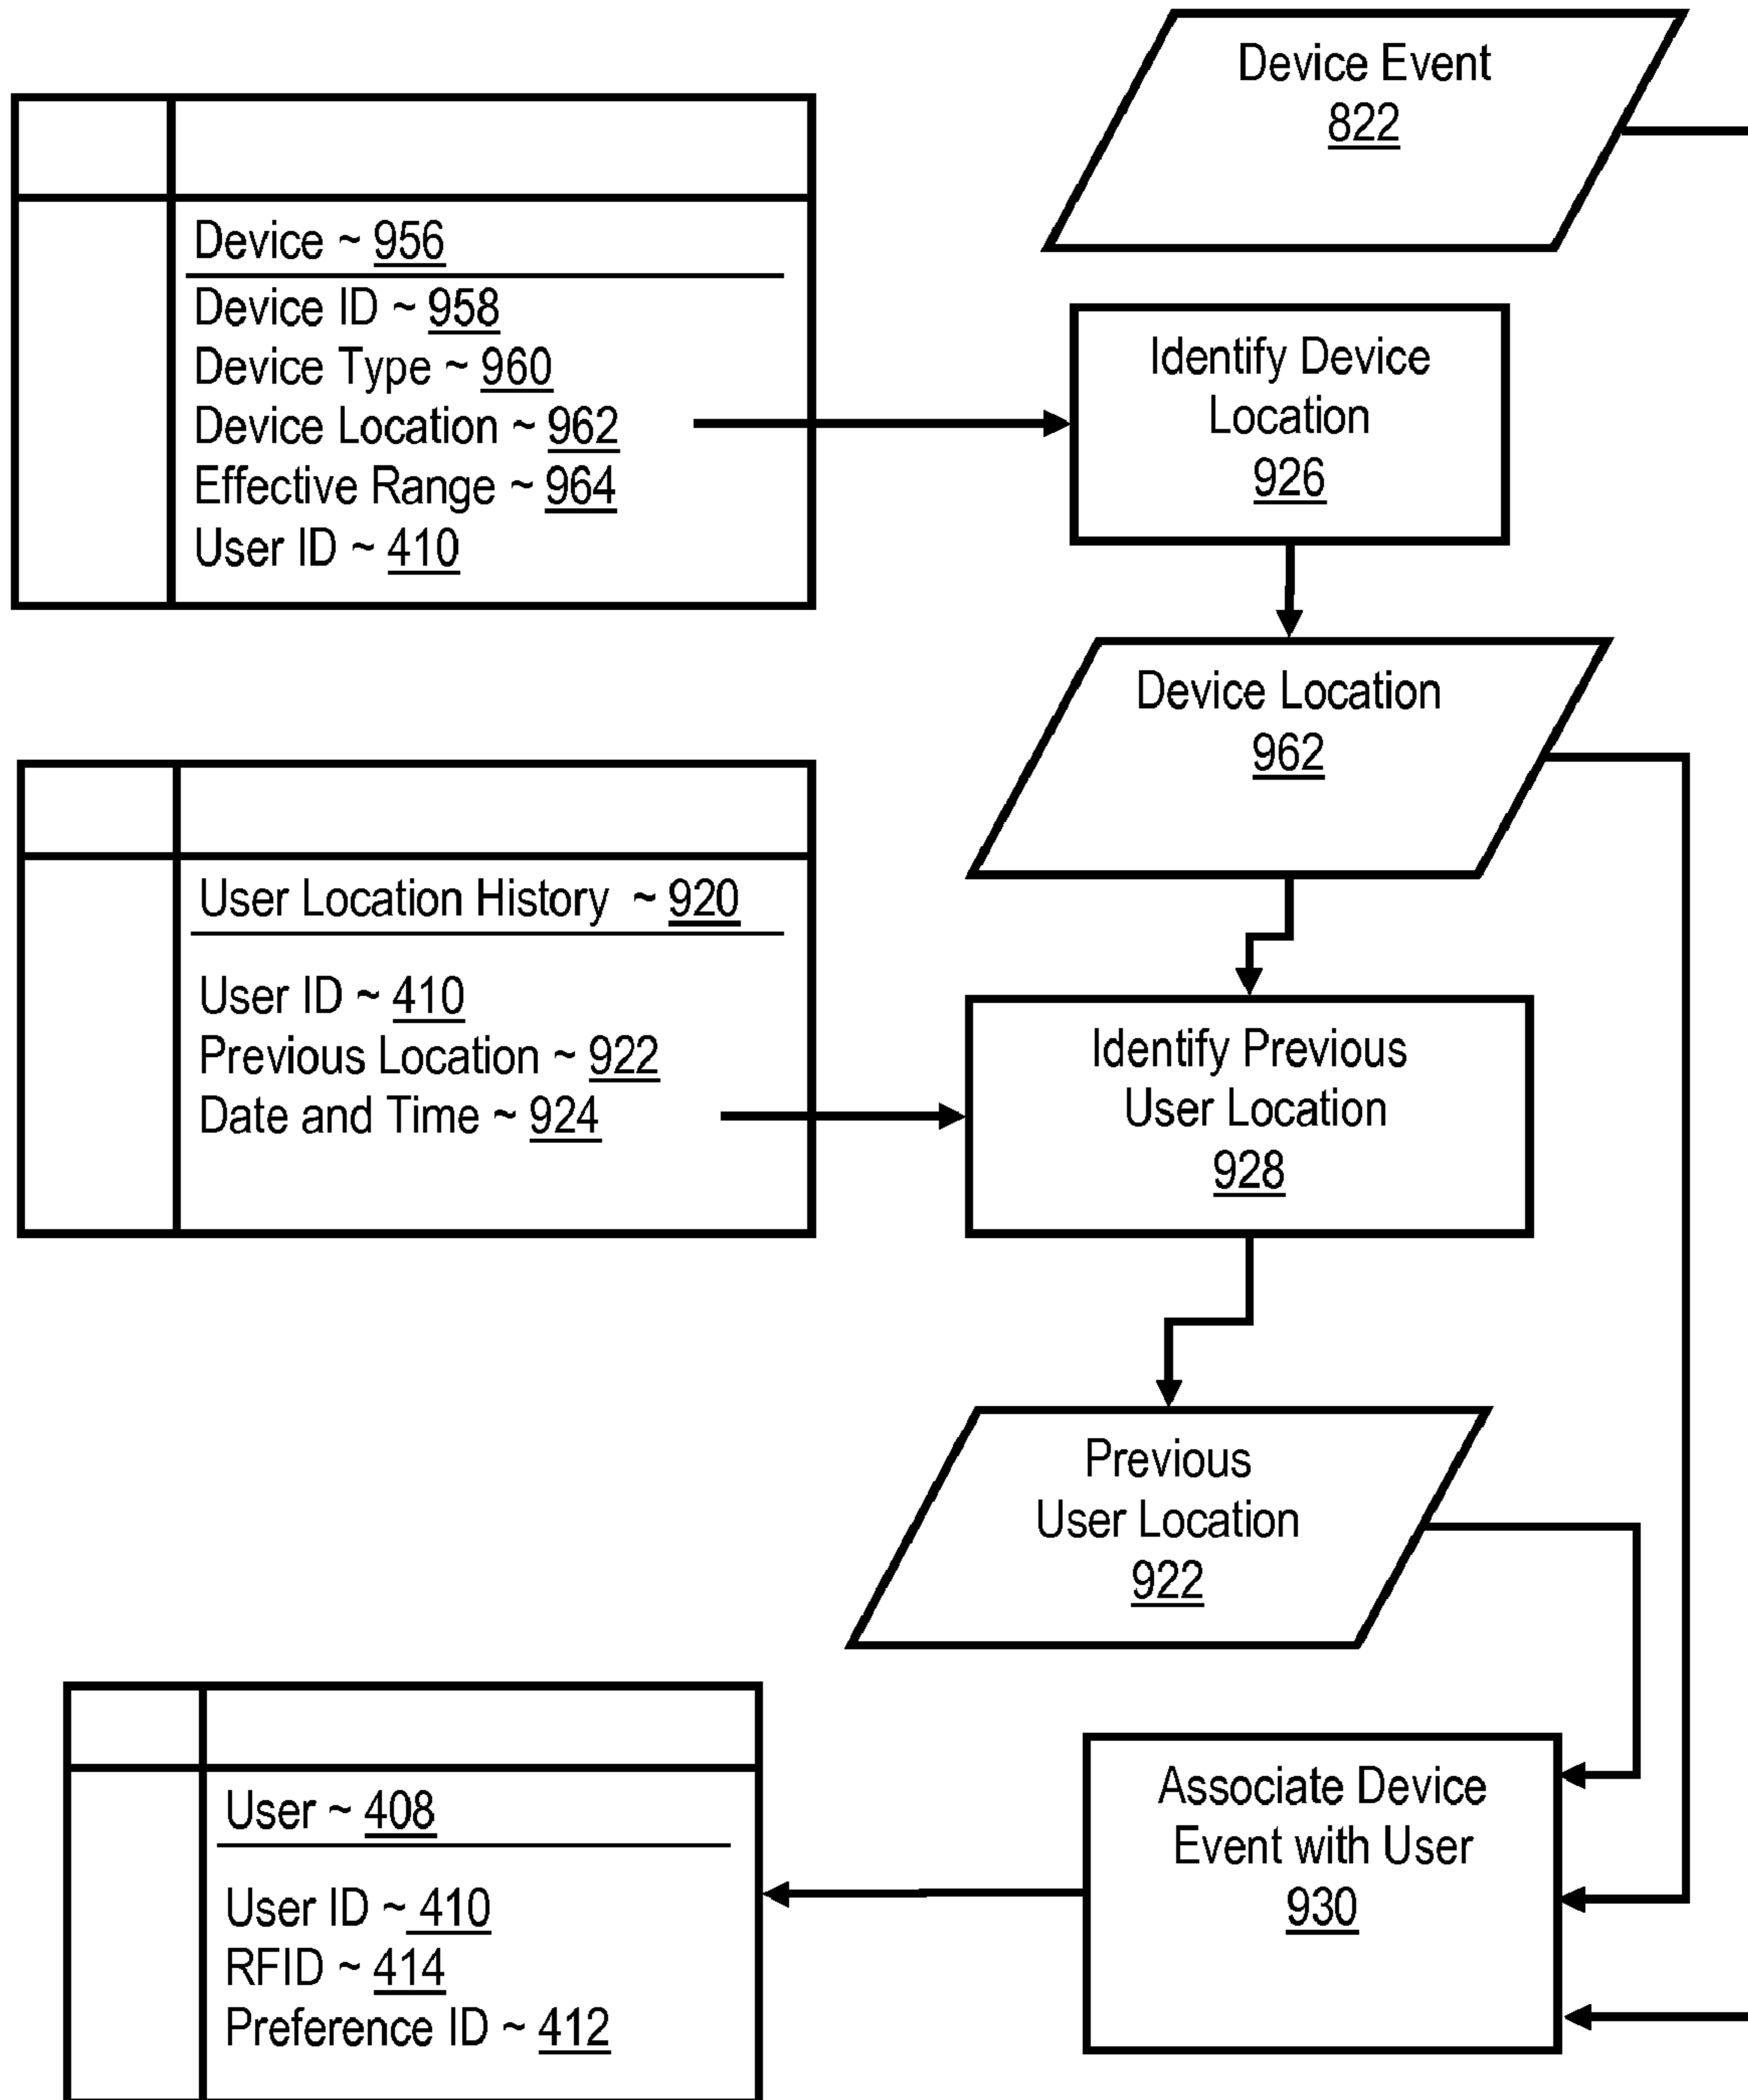 Device Event
822
Device ~ 956
Device ID ~ 958
Device Type ~ 960
Device Location ~ 962
Effective Range ~ 964
User ID ~ 410
Identify Device
Location
926
Device Location
962
User Location History ~ 920
User ID ~ 410
Previous Location ~ 922
Date and Time ~ 924
Identify Previous
User Location
928
Previous
User Location
922
User ~ 408
User ID ~ 410
RFID ~ 414
Preference ID ~ 412
Associate Device
Event with User
930